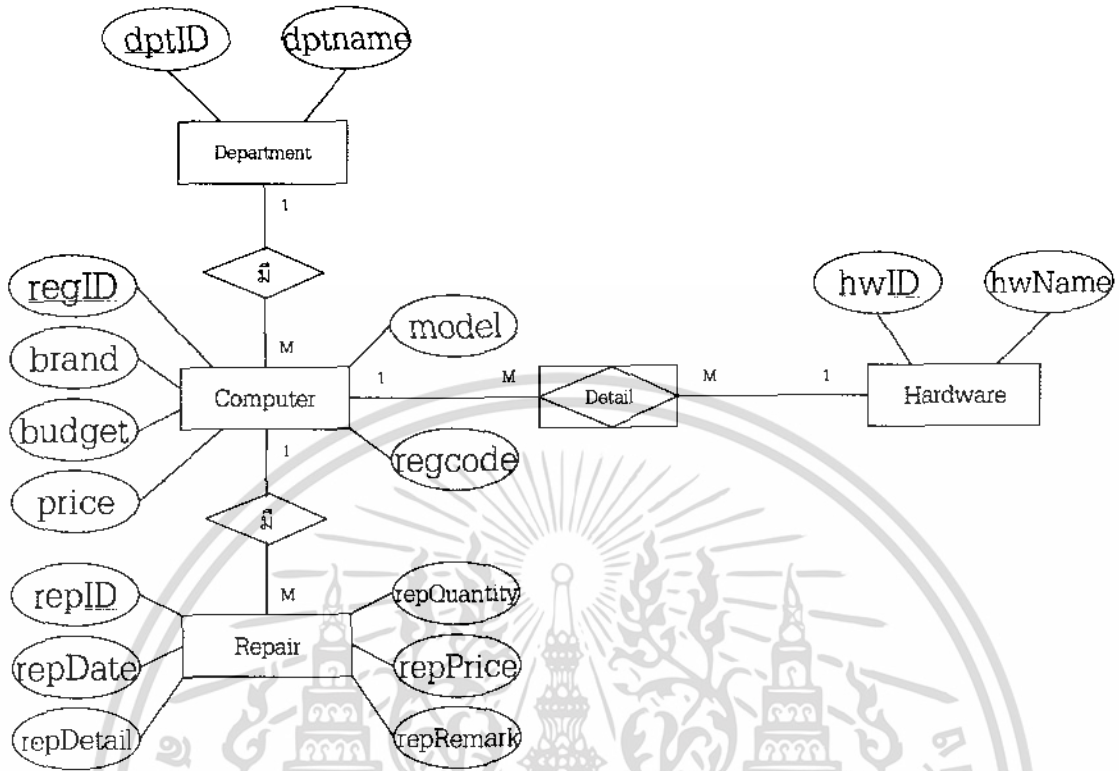 dptID dptname
Department
1
มี
M
regID
brand
budget
price
model
regcode
Computer
1 M
Detail
M 1
hwID hwName
Hardware
1
มี
M
repID
repDate
repDetail
Repair
repQuantity
repPrice
repRemark